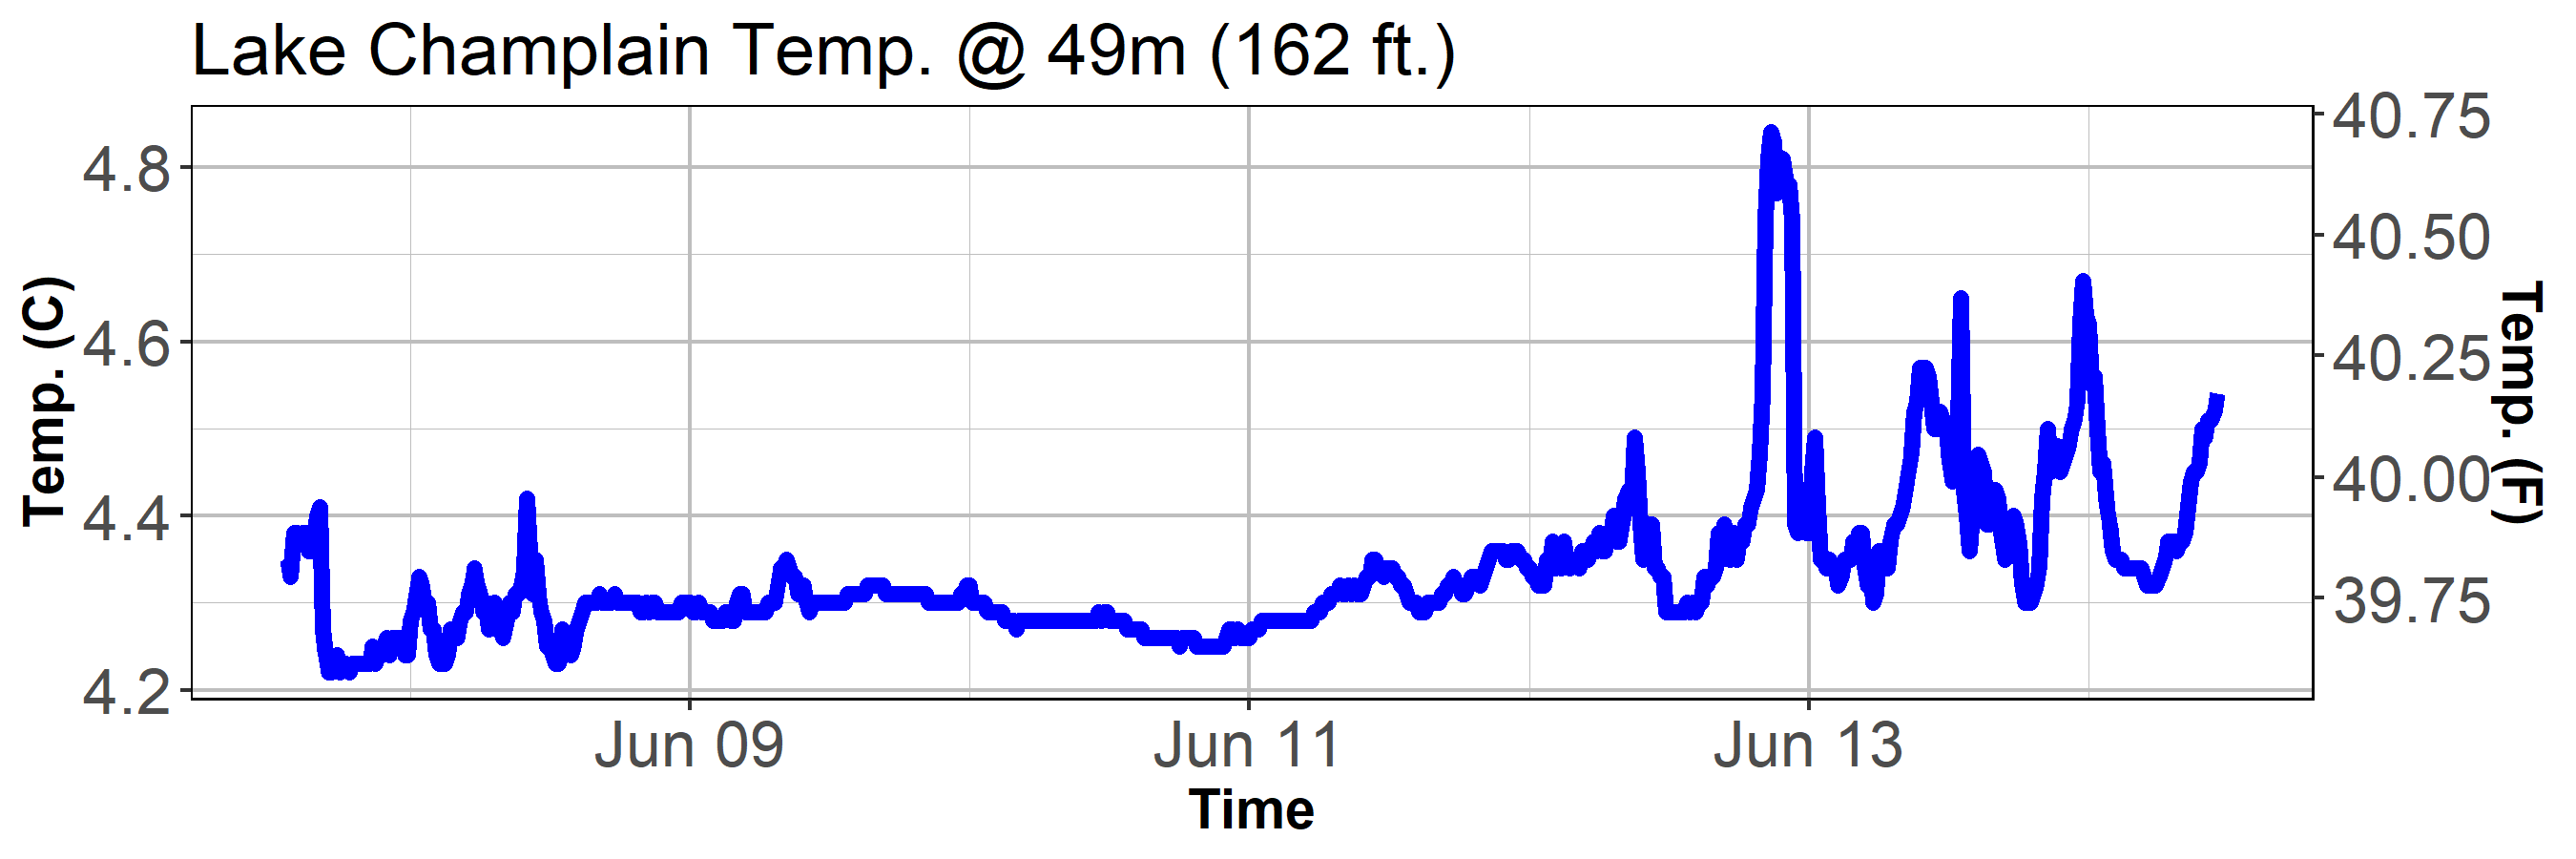 Lake Champlain Temp. @ 49m (162 ft.)
Temp. (C)
4.8
4.6
4.4
4.2
40.75
40.50
40.25
40.00
39.75
Temp. (F)
Jun 09 Jun 11 Jun 13
Time